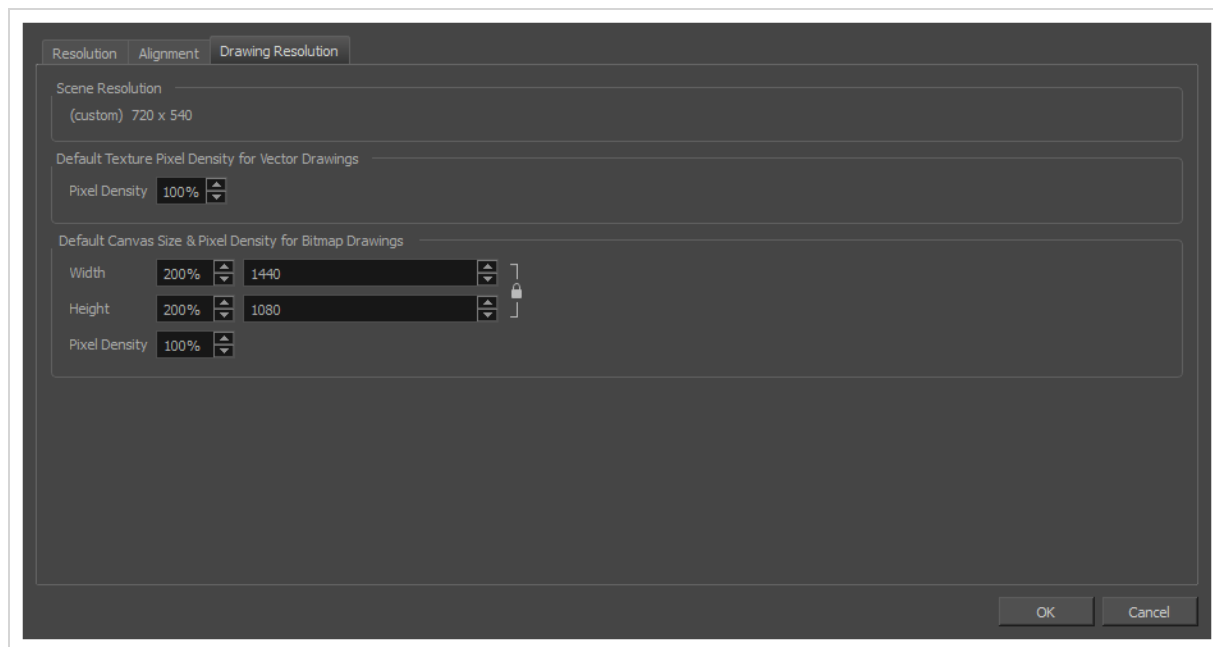 Resolution Alignment Drawing Resolution
Scene Resolution
(custom) 720 x 540
Default Texture Pixel Density for Vector Drawings
Pixel Density 100%
Default Canvas Size & Pixel Density for Bitmap Drawings
Width 200% 1440
Height 200% 1080
Pixel Density 100%
OK Cancel